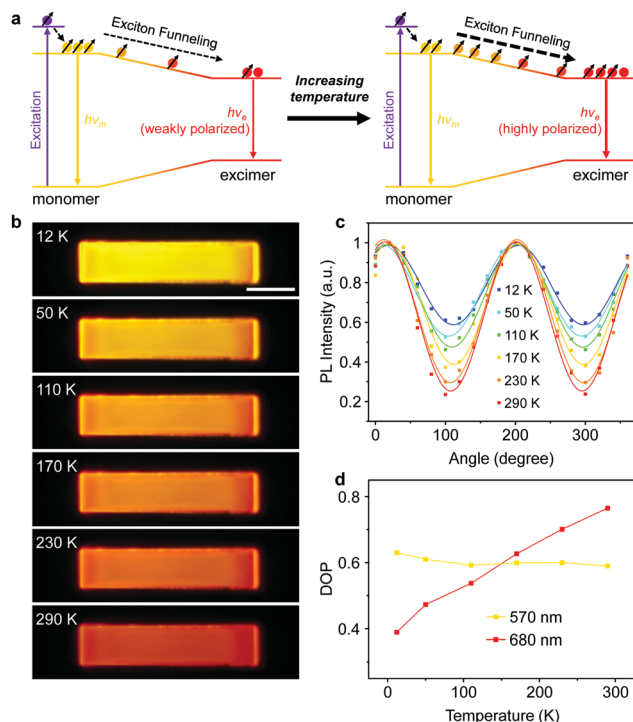 a
Exciton Funneling
Excitation
hνm
hνe
(weakly polarized)
monomer
excimer
Increasing
temperature
Exciton Funneling
Excitation
hνm
hνe
(highly polarized)
monomer
excimer
b
12 K
50 K
110 K
170 K
230 K
290 K
c
PL Intensity (a.u.)
1
0.8
0.6
0.4
0.2
12 K
50 K
110 K
170 K
230 K
290 K
0 100 200 300
Angle (degree)
d
DOP
0.8
0.6
0.4
570 nm
680 nm
0 100 200 300
Temperature (K)